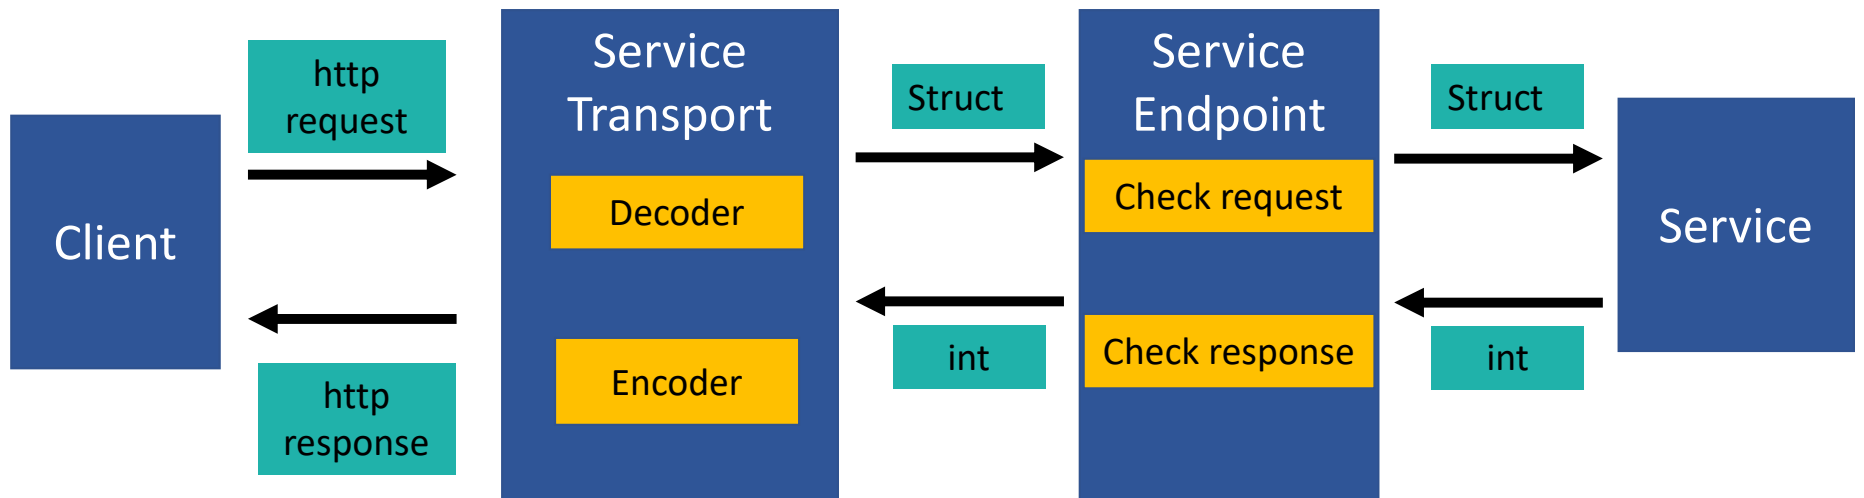 Client
http
request
http
response
Service
Transport
Decoder
Encoder
Struct
int
Service
Endpoint
Check request
Check response
Struct
int
Service